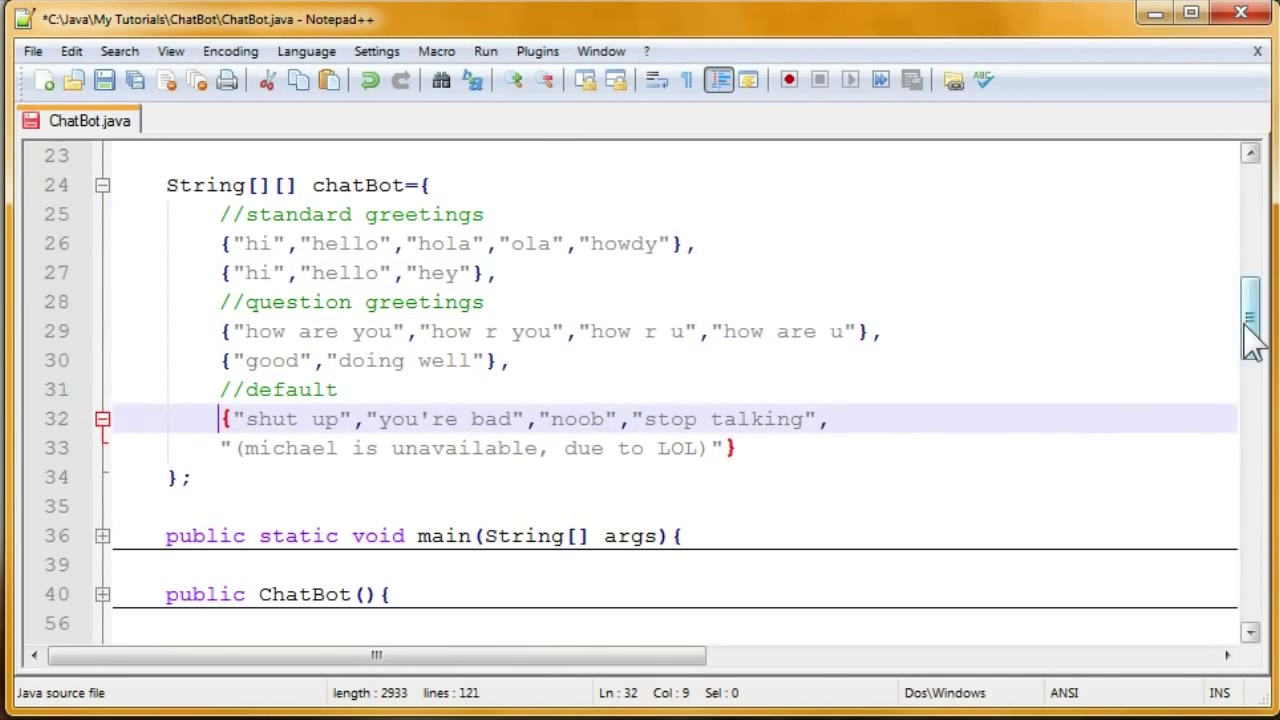 *C:\Java\My Tutorials\ChatBot\ChatBot.java - Notepad++
File Edit Search View Encoding Language Settings Macro Run Plugins Window ? X
ChatBot.java
23
24 String[][] chatBot={
25 //standard greetings
26 {"hi","hello","hola","ola","howdy"},
27 {"hi","hello","hey"},
28 //question greetings
29 {"how are you","how r you","how r u","how are u"},
30 {"good","doing well"},
31 //default
32 {"shut up","you're bad","noob","stop talking",
33 "(michael is unavailable, due to LOL)"}
34 };
35
36 public static void main(String[] args){
39
40 public ChatBot(){
56
Java source file length : 2933 lines : 121 Ln : 32 Col : 9 Sel : 0 Dos\Windows ANSI INS